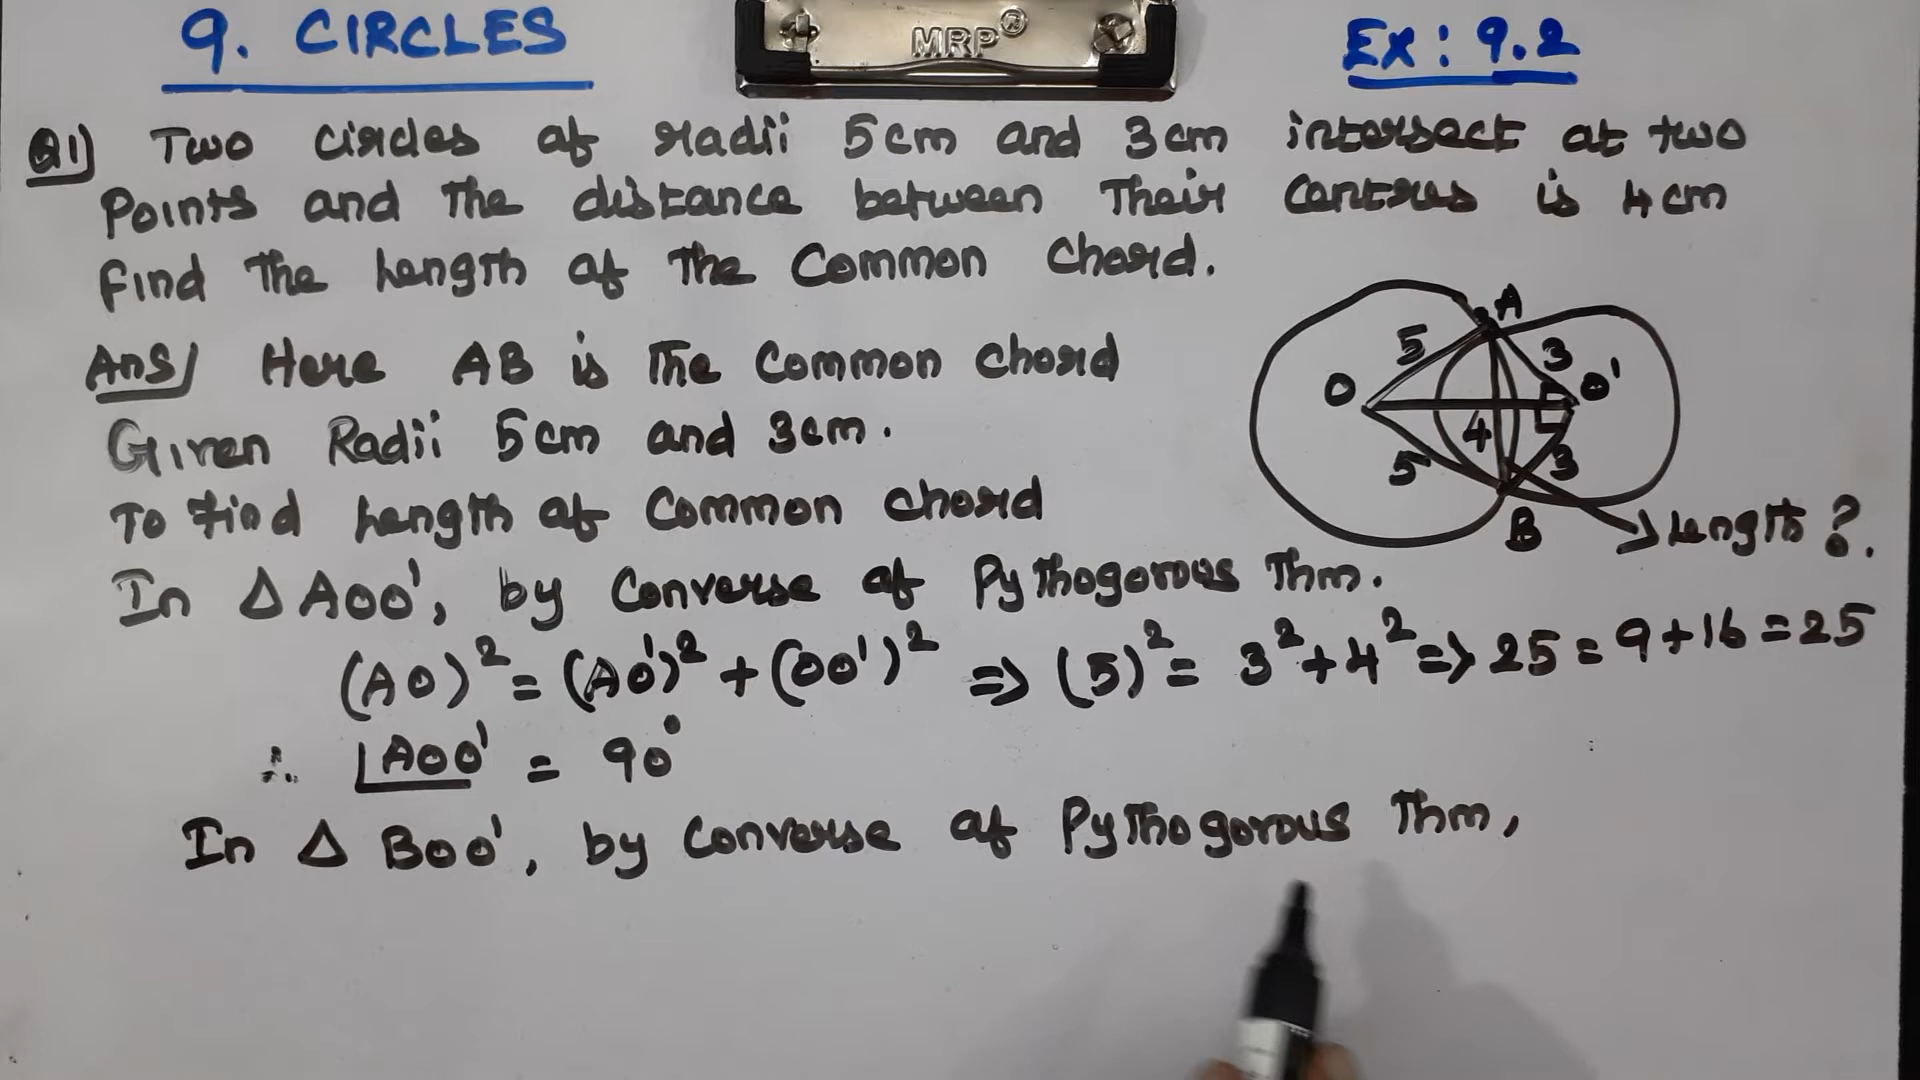 9. CIRCLES
MRP®
Ex: 9.2
Q1) Two circles of radii 5cm and 3cm intersect at two
Points and the distance between Their Centres is 4cm
find the Length of the Common Chord.
Ans/ Here AB is The Common chord
Given Radii 5cm and 3cm.
To find Length of Common chord
In ΔAOO', by Converse of Pythogorous Thm.
(AO)² = (AO')² + (OO')² => (5)² = 3² + 4² => 25 = 9+16 = 25
∴ ∠AOO' = 90°
In Δ BOO', by Converse of Pythogorous Thm,
A
5
3
O
O'
4
5
3
B
Length?.